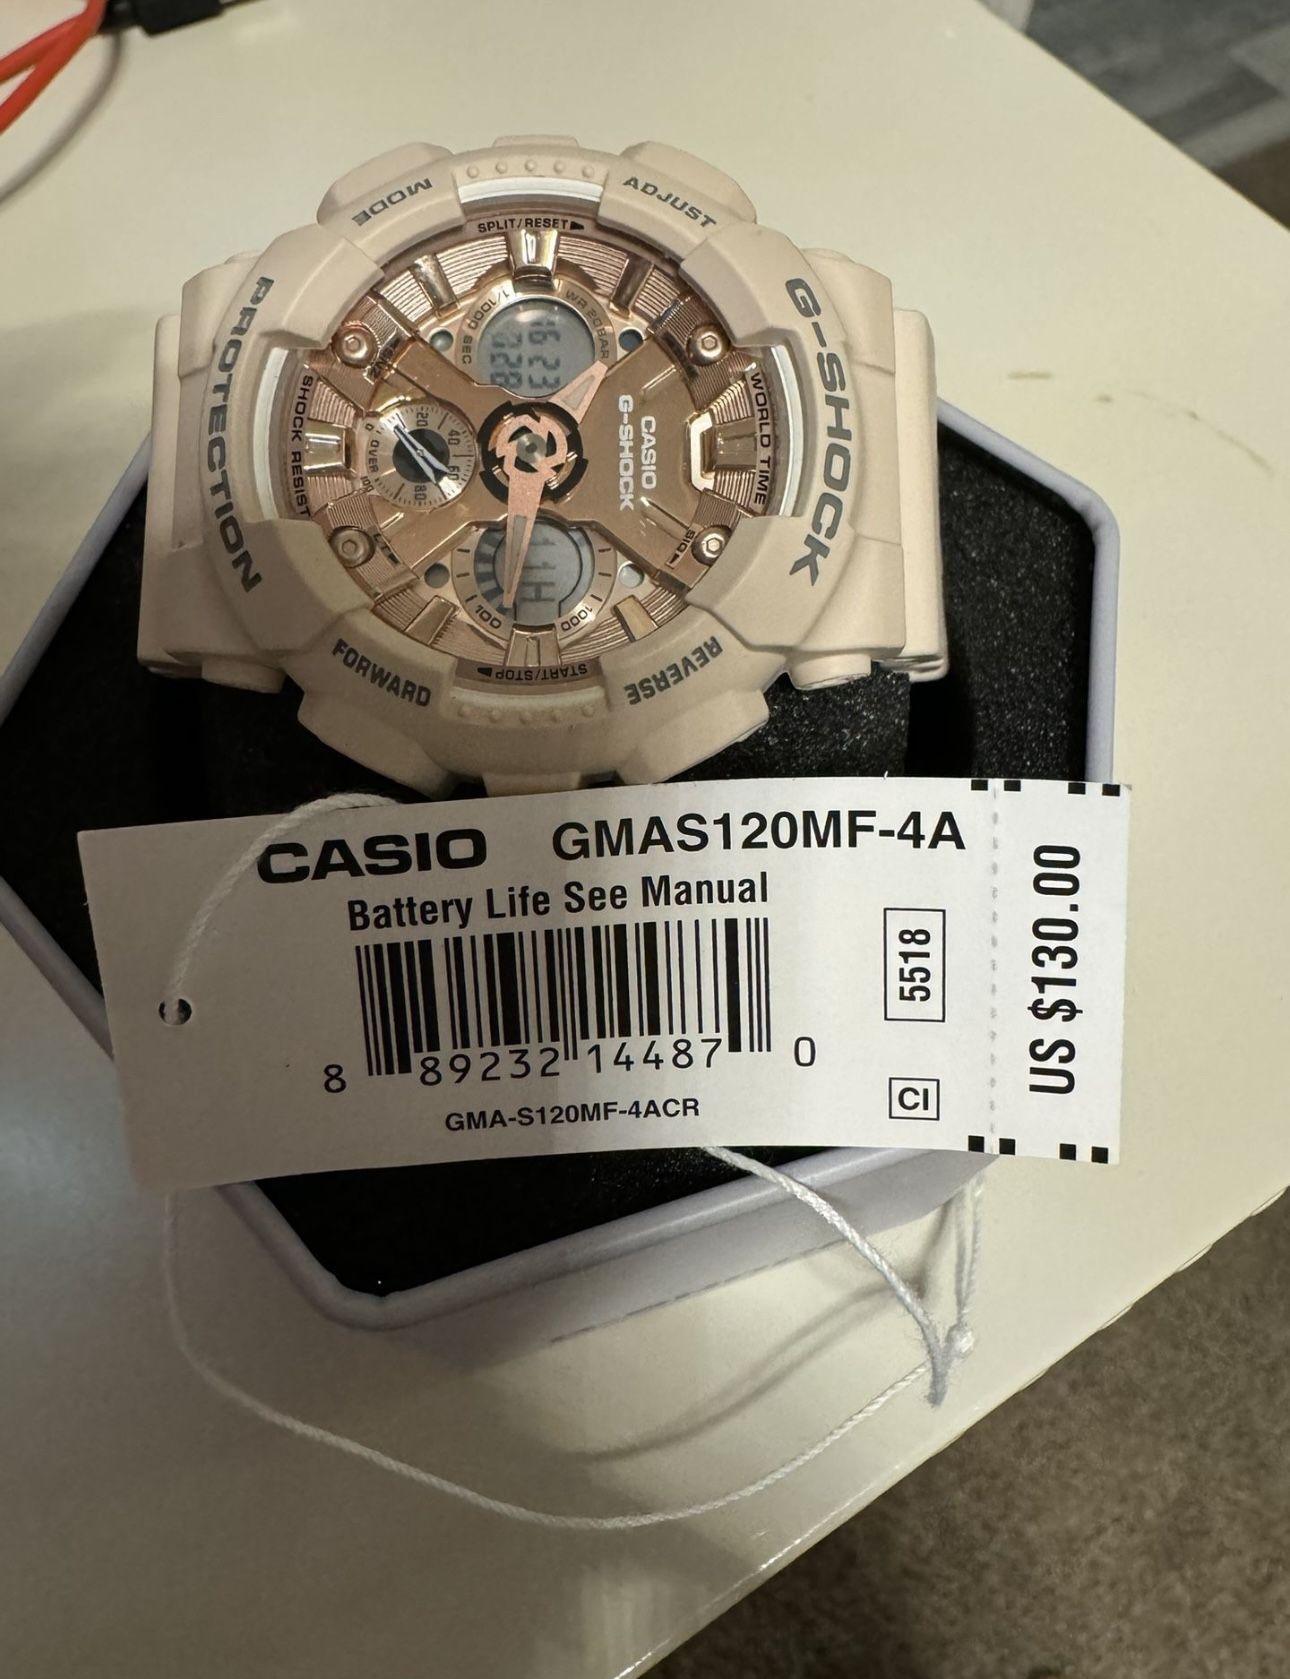 MODE
ADJUST
SPLIT/RESET
PROTECTION
G-SHOCK
1/1000 SEC
WR 20BAR
SHOCK RESIST
WORLD TIME
CASIO
G-SHOCK
0
20
40
60
80
100 OVER
100
1000
START/STOP
FORWARD
REVERSE
CASIO GMAS120MF-4A
Battery Life See Manual
5518
US $130.00
8 89232 14487 0
GMA-S120MF-4ACR
CI